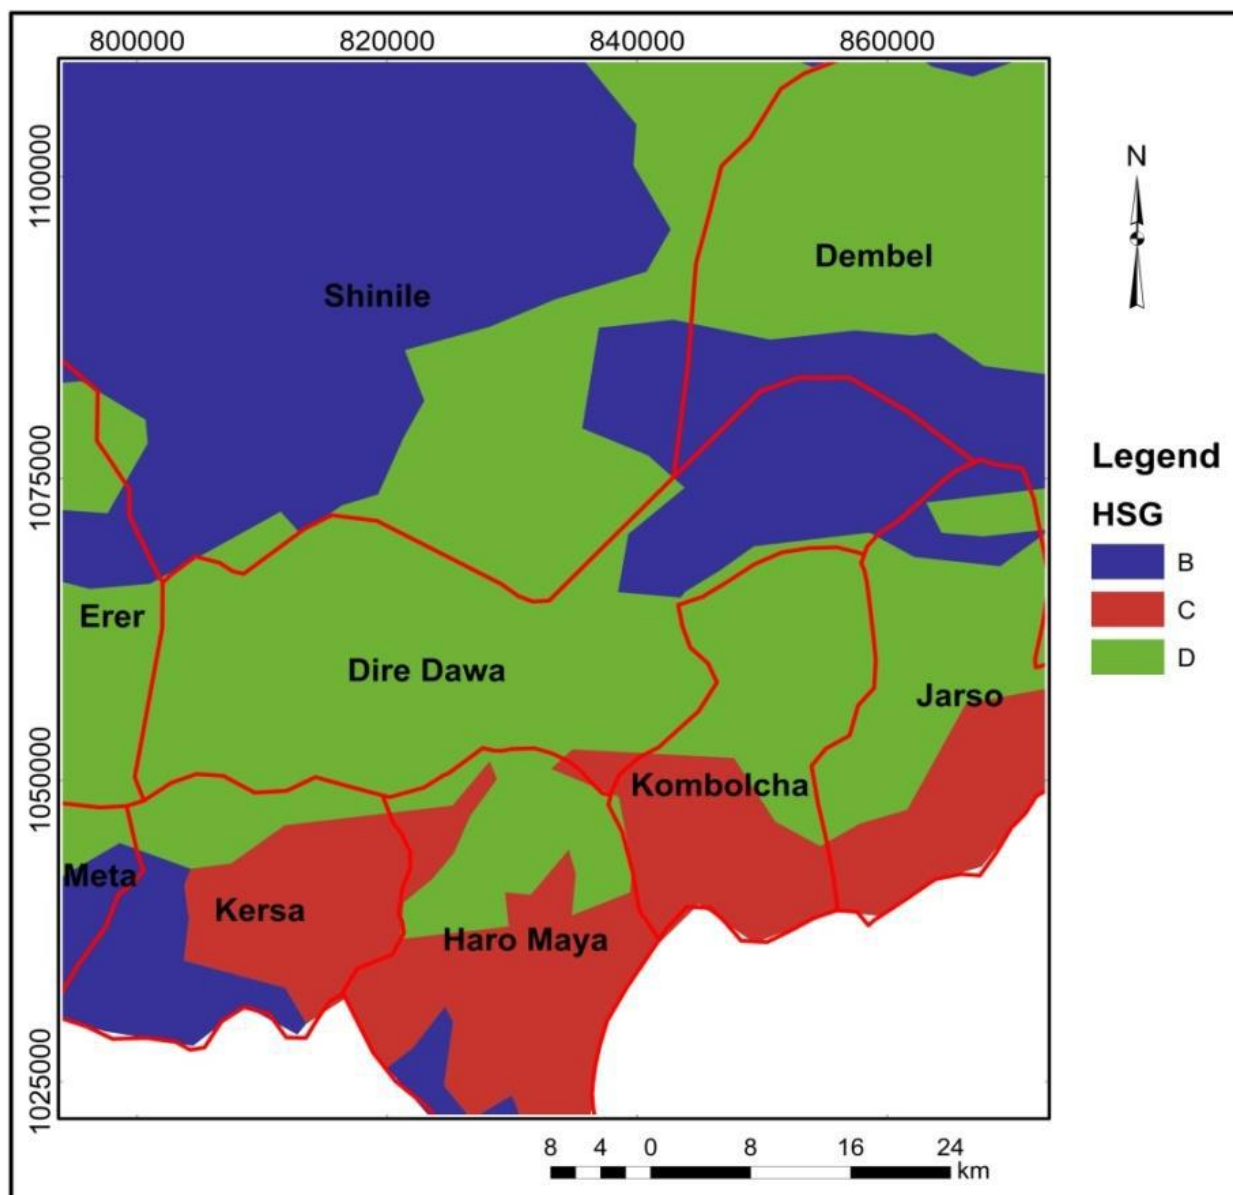 800000 820000 840000 860000
1100000
1075000
1050000
1025000
N
Dembel
Shinile
Legend
HSG
B
C
D
Erer
Dire Dawa
Jarso
Kombolcha
Meta
Kersa
Haro Maya
8 4 0 8 16 24
km